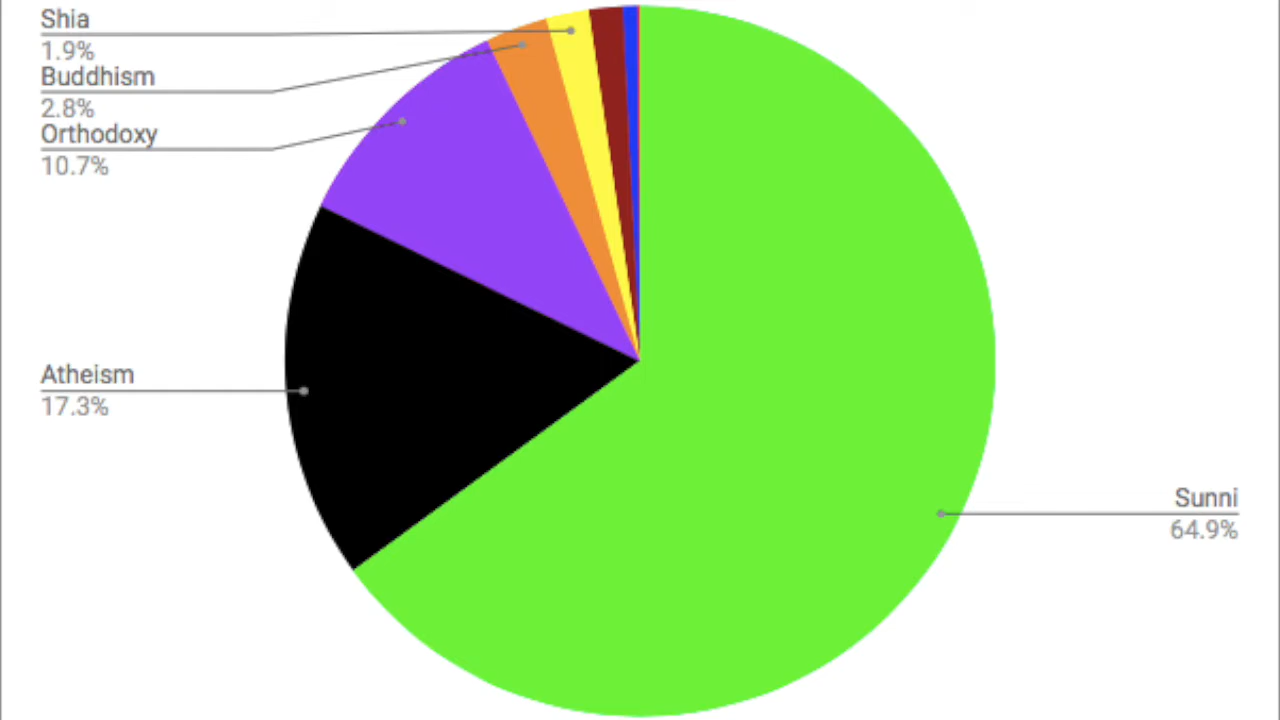 Shia
1.9%
Buddhism
2.8%
Orthodoxy
10.7%
Atheism
17.3%
Sunni
64.9%